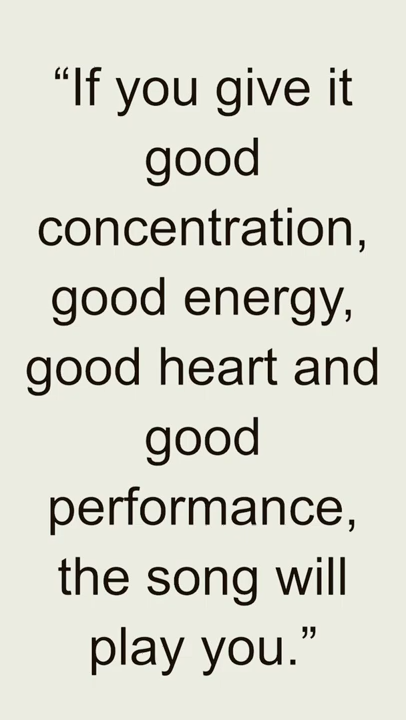 “If you give it
good
concentration,
good energy,
good heart and
good
performance,
the song will
play you.”